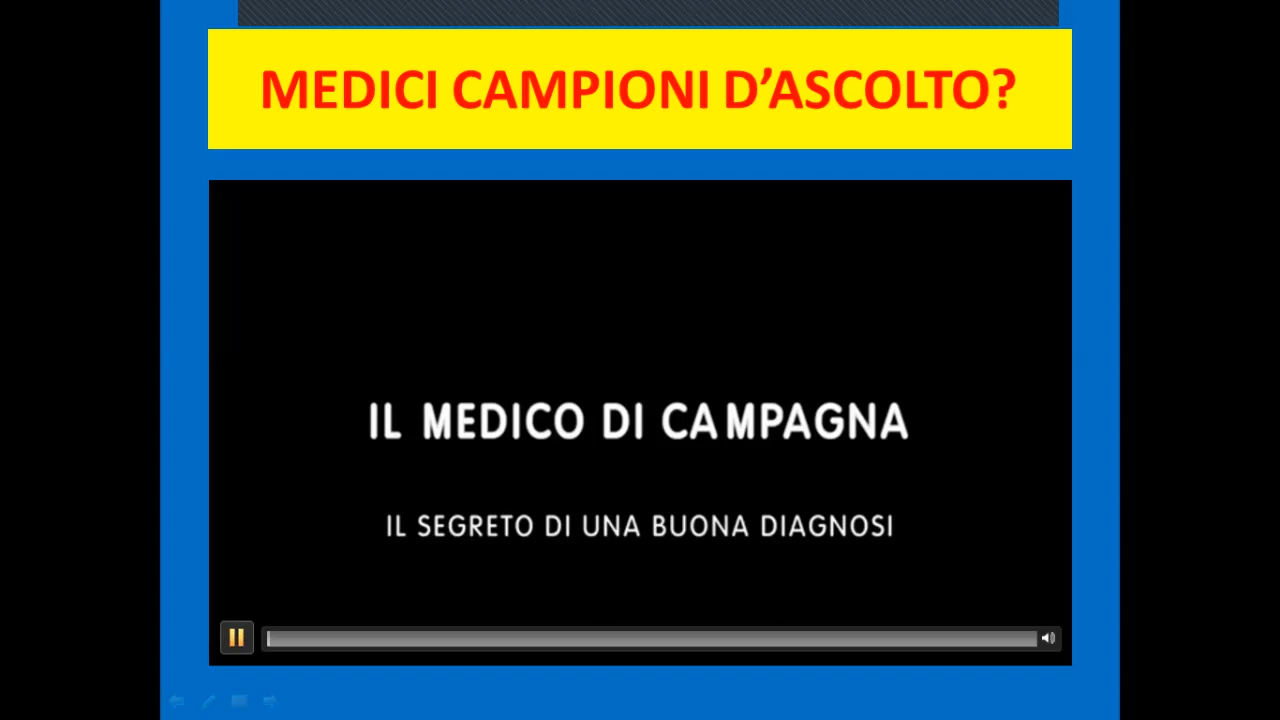 MEDICI CAMPIONI D’ASCOLTO?
IL MEDICO DI CAMPAGNA
IL SEGRETO DI UNA BUONA DIAGNOSI